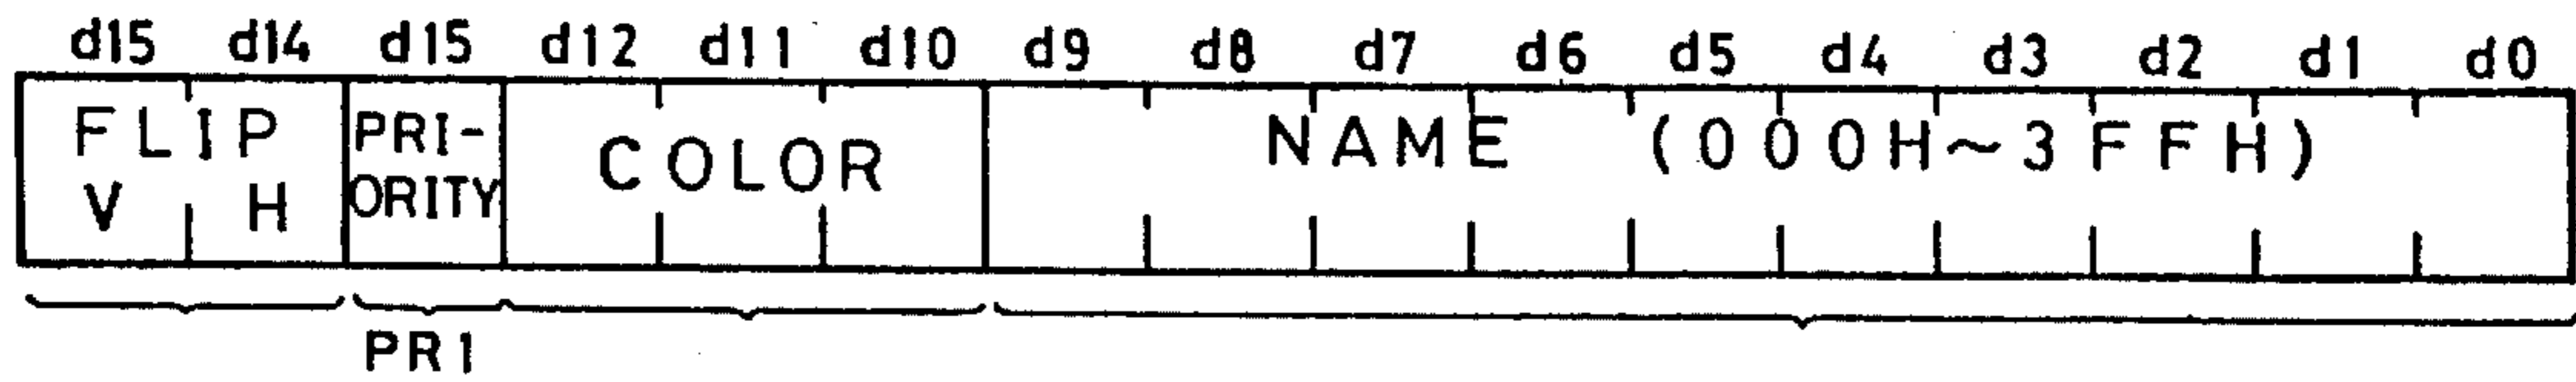 d15 d14 d15 d12 d11 d10 d9 d8 d7 d6 d5 d4 d3 d2 d1 d0
FLIP PRI- COLOR NAME (000H~3FFH)
V H ORITY
PR1